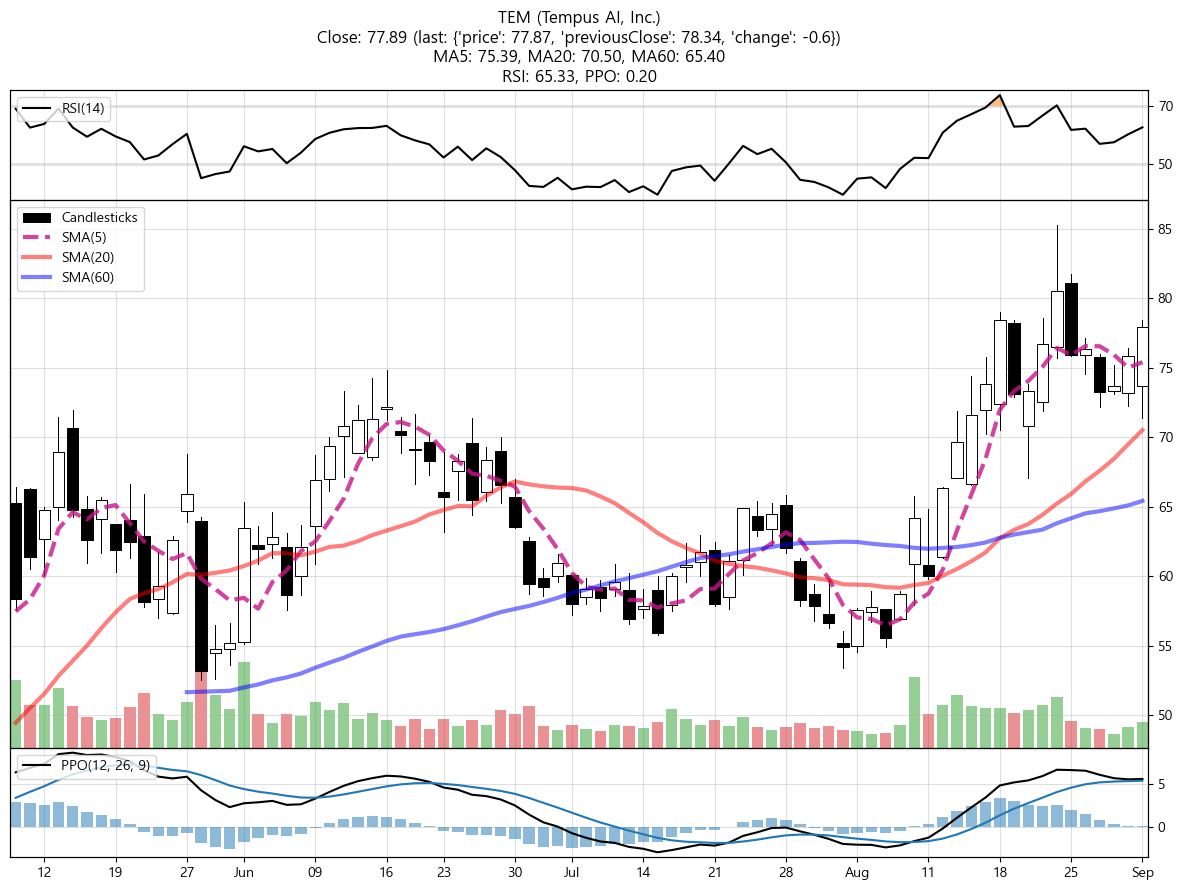 TEM (Tempus AI, Inc.)
Close: 77.89 (last: {'price': 77.87, 'previousClose': 78.34, 'change': -0.6})
MA5: 75.39, MA20: 70.50, MA60: 65.40
RSI: 65.33, PPO: 0.20
RSI(14)
70
50
Candlesticks
SMA(5)
SMA(20)
SMA(60)
85
80
75
70
65
60
55
50
PPO(12, 26, 9)
5
0
12 19 27 Jun 09 16 23 30 Jul 14 21 28 Aug 11 18 25 Sep